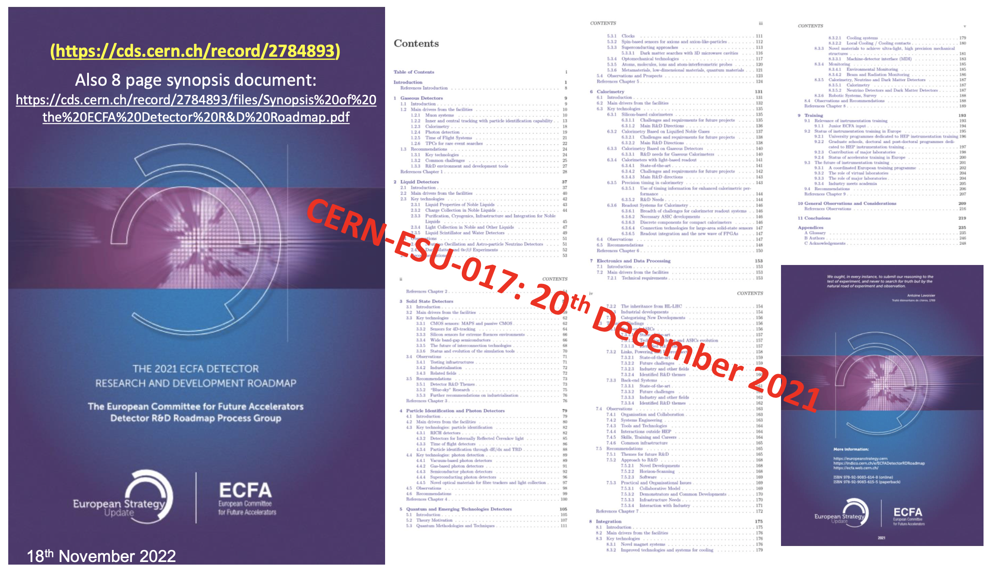 (https://cds.cern.ch/record/2784893)
Also 8 page synopsis document:
https://cds.cern.ch/record/2784893/files/Synopsis%20of%20
the%20ECFA%20Detector%20R&D%20Roadmap.pdf
THE 2021 ECFA DETECTOR
RESEARCH AND DEVELOPMENT ROADMAP
The European Committee for Future Accelerators
Detector R&D Roadmap Process Group
European Strategy
Update
ECFA
European Committee
for Future Accelerators
18th November 2022
CERN-ESU-017: 20th December 2021
Contents
Table of Contents i
Introduction 1
References Introduction 8
1 Gaseous Detectors 9
1.1 Introduction 9
1.2 Main drivers from the facilities 10
1.2.1 Muon systems 10
1.2.2 Inner and central tracking with particle identification capability 13
1.2.3 Calorimetry 18
1.2.4 Photon detection 19
1.2.5 Time of Flight Systems 21
1.2.6 TPCs for rare event searches 22
1.3 Recommendations 24
1.3.1 Key technologies 24
1.3.2 Common challenges 25
1.3.3 R&D environment and development tools 27
References Chapter 1 28
2 Liquid Detectors 37
2.1 Introduction 37
2.2 Main drivers from the facilities 40
2.3 Key technologies 42
2.3.1 Liquid Properties of Noble Liquids 43
2.3.2 Charge Collection in Noble Liquids 44
2.3.3 Purification, Cryogenics, Infrastructure and Integration for Noble
Liquids 45
2.3.4 Light Collection in Noble and Other Liquids 47
2.3.5 Liquid Scintillator and Water Detectors 49
51
Oscillation and Astro-particle Neutrino Detectors 51
and 0νββ Experiments 52
53
ii CONTENTS
References Chapter 2 54
3 Solid State Detectors
3.1 Introduction
3.2 Main drivers from the facilities 59
3.3 Key technologies 62
3.3.1 CMOS sensors: MAPS and passive CMOS 62
3.3.2 Sensors for 4D-tracking 64
3.3.3 Silicon sensors for extreme fluences environments 66
3.3.4 Wide band-gap semiconductors 66
3.3.5 The future of interconnection technologies 68
3.3.6 Status and evolution of the simulation tools 70
3.4 Observations 71
3.4.1 Testing infrastructures 71
3.4.2 Industrialisation 72
3.4.3 Related fields 72
3.5 Recommendations 73
3.5.1 Detector R&D Themes 73
3.5.2 "Blue-sky" Research 75
3.5.3 Further recommendations on industrialisation 76
References Chapter 3 76
4 Particle Identification and Photon Detectors 79
4.1 Introduction 79
4.2 Main drivers from the facilities 80
4.3 Key technologies: particle identification 82
4.3.1 RICH detectors 82
4.3.2 Detectors for Internally Reflected Čerenkov light 85
4.3.3 Time of flight detectors 86
4.3.4 Particle identification through dE/dx and TRD 88
4.4 Key technologies: photon detection 89
4.4.1 Vacuum-based photon detectors 89
4.4.2 Gas-based photon detectors 91
4.4.3 Semiconductor photon detectors 92
4.4.4 Superconducting photon detectors 96
4.4.5 Novel optical materials for fibre trackers and light collection 97
4.5 Observations 98
4.6 Recommendations 99
References Chapter 4 100
5 Quantum and Emerging Technologies Detectors 105
5.1 Introduction 105
5.2 Theory Motivation 107
5.3 Quantum Methodologies and Techniques 111
CONTENTS iii
5.3.1 Clocks 111
5.3.2 Spin-based sensors for axions and axion-like-particles 112
5.3.3 Superconducting approaches 113
5.3.3.1 Dark matter searches with 3D microwave cavities 116
5.3.4 Optomechanical technologies 117
5.3.5 Atoms, molecules, ions and atom-interferometric probes 120
5.3.6 Metamaterials, low-dimensional materials, quantum materials 121
5.4 Observations and Prospects 123
References Chapter 5 124
6 Calorimetry 131
6.1 Introduction 131
6.2 Main drivers from the facilities 132
6.3 Key technologies 135
6.3.1 Silicon-based calorimeters 135
6.3.1.1 Challenges and requirements for future projects 135
6.3.1.2 Main R&D Directions 136
6.3.2 Calorimetry Based on Liquified Noble Gases 137
6.3.2.1 Challenges and requirements for future projects 138
6.3.2.2 Main R&D Directions 138
6.3.3 Calorimetry Based on Gaseous Detectors 140
6.3.3.1 R&D needs for Gaseous Calorimeters 140
6.3.4 Calorimeters with light-based readout 141
6.3.4.1 State-of-the-art 141
6.3.4.2 Challenges and requirements for future projects 142
6.3.4.3 Main R&D directions 143
6.3.5 Precision timing in calorimetry 143
6.3.5.1 Use of timing information for enhanced calorimetric per-
formance 144
6.3.5.2 R&D Needs 144
6.3.6 Readout Systems for Calorimetry 146
6.3.6.1 Breadth of challenges for calorimeter readout systems 146
6.3.6.2 Necessary ASIC developments 146
6.3.6.3 Discrete components for compact calorimeters 146
6.3.6.4 Connection technologies for large-area solid-state sensors 147
6.3.6.5 Readout integration and the new wave of FPGAs 147
6.4 Observations 147
6.5 Recommendations 148
References Chapter 6 150
7 Electronics and Data Processing 153
7.1 Introduction 153
7.2 Main drivers from the facilities 153
7.2.1 Technical requirements 153
iv CONTENTS
7.2.2 The inheritance from HL-LHC 154
Industrial developments 154
Categorising New Developments 156
Findings 156
ASICs 156
7.3.1.1 State-of-the-art 157
and ASICs evolution 157
7.3.1.3 157
7.3.2 Links, Powering 158
7.3.2.1 State-of-the-art 159
7.3.2.2 Future challenges 159
7.3.2.3 Industry and other fields
7.3.2.4 Identified R&D themes 160
7.3.3 Back-end Systems
7.3.3.1 State-of-the-art 161
7.3.3.2 Future challenges
7.3.3.3 Industry and other fields 162
7.3.3.4 Identified R&D themes 162
7.4 Observations 163
7.4.1 Organisation and Collaboration 163
7.4.2 Systems Engineering 163
7.4.3 Tools and Technologies 164
7.4.4 Interactions outside HEP 164
7.4.5 Skills, Training and Careers 164
7.4.6 Common infrastructure 165
7.5 Recommendations 165
7.5.1 Themes for future R&D 165
7.5.2 Approach to R&D 168
7.5.2.1 Novel Developments 168
7.5.2.2 Horizon-Scanning 168
7.5.2.3 Software 169
7.5.3 Practical and Organisational Issues 169
7.5.3.1 Collaborative Model 169
7.5.3.2 Demonstrators and Common Developments 170
7.5.3.3 Infrastructure Needs 170
7.5.3.4 Interaction with Industry 171
References Chapter 7 172
8 Integration 175
8.1 Introduction 175
8.2 Main drivers from the facilities 176
8.3 Key technologies 176
8.3.1 Novel magnet systems 176
8.3.2 Improved technologies and systems for cooling 179
CONTENTS v
8.3.2.1 Cooling systems 179
8.3.2.2 Local Cooling / Cooling contacts 180
8.3.3 Novel materials to achieve ultra-light, high precision mechanical
structures 181
8.3.3.1 Machine-detector interface (MDI) 183
8.3.4 Monitoring 185
8.3.4.1 Environmental Monitoring 185
8.3.4.2 Beam and Radiation Monitoring 186
8.3.5 Calorimetry, Neutrino and Dark Matter Detectors 187
8.3.5.1 Calorimetry 187
8.3.5.2 Neutrino Detectors and Dark Matter Detectors 187
8.3.6 Robotic Systems, Survey 188
8.4 Observations and Recommendations 188
References Chapter 8 189
9 Training 193
9.1 Relevance of instrumentation training 193
9.1.1 Junior ECFA input 194
9.2 Status of instrumentation training in Europe 195
9.2.1 University programmes dedicated to HEP instrumentation training 196
9.2.2 Graduate schools, doctoral and post-doctoral programmes dedi-
cated to HEP instrumentation training 197
9.2.3 Contribution of major laboratories 198
9.2.4 Status of accelerator training in Europe 200
9.3 The future of instrumentation training 201
9.3.1 A coordinated European training programme 202
9.3.2 The role of virtual laboratories 204
9.3.3 The role of major laboratories 204
9.3.4 Industry meets academia 205
9.4 Recommendations 206
References Chapter 9 207
10 General Observations and Considerations 209
References Observations 216
11 Conclusions 219
Appendices 235
A Glossary 235
B Authors 246
C Acknowledgements 248
We ought, in every instance, to submit our reasoning to the
test of experiment, and never to search for truth but by the
natural road of experiment and observation.
Antoine Lavoisier
Traité élémentaire de chimie, 1789
More information:
https://europeanstrategy.cern
https://indico.cern.ch/e/ECFADetectorRDRoadmap
https://ecfa.web.cern.ch/
ISBN 978-92-9083-614-8 (online)
ISBN 978-92-9083-615-5 (paperback)
European Strategy
Update
ECFA
European Committee
for Future Accelerators
2021